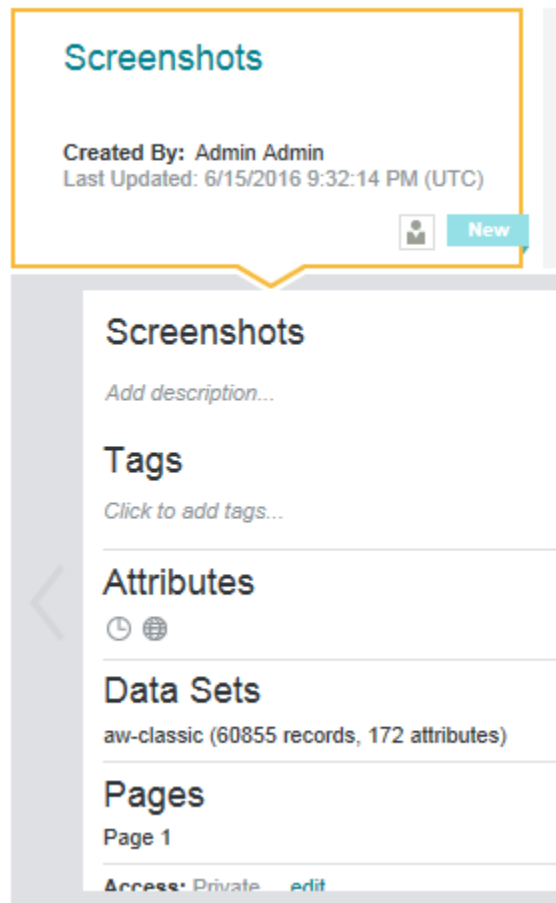 Screenshots
Created By: Admin Admin
Last Updated: 6/15/2016 9:32:14 PM (UTC)
New
Screenshots
Add description...
Tags
Click to add tags...
Attributes
Data Sets
aw-classic (60855 records, 172 attributes)
Pages
Page 1
Access: Private edit